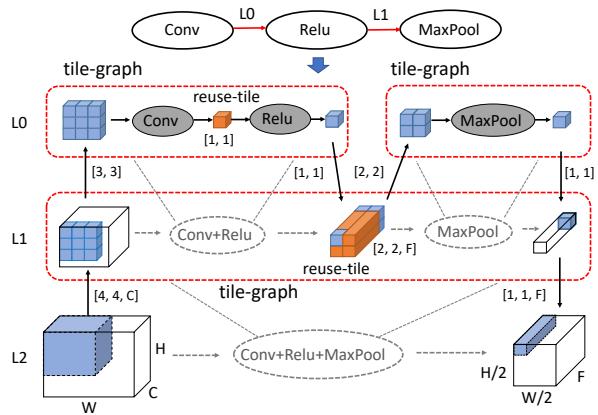 L0
L1
Conv
Relu
MaxPool
tile-graph
tile-graph
reuse-tile
L0
Conv
Relu
MaxPool
[1, 1]
[3, 3]
[1, 1]
[2, 2]
[1, 1]
L1
Conv+Relu
MaxPool
[2, 2, F]
reuse-tile
tile-graph
[4, 4, C]
[1, 1, F]
L2
H
Conv+Relu+MaxPool
H/2
F
C
W
W/2